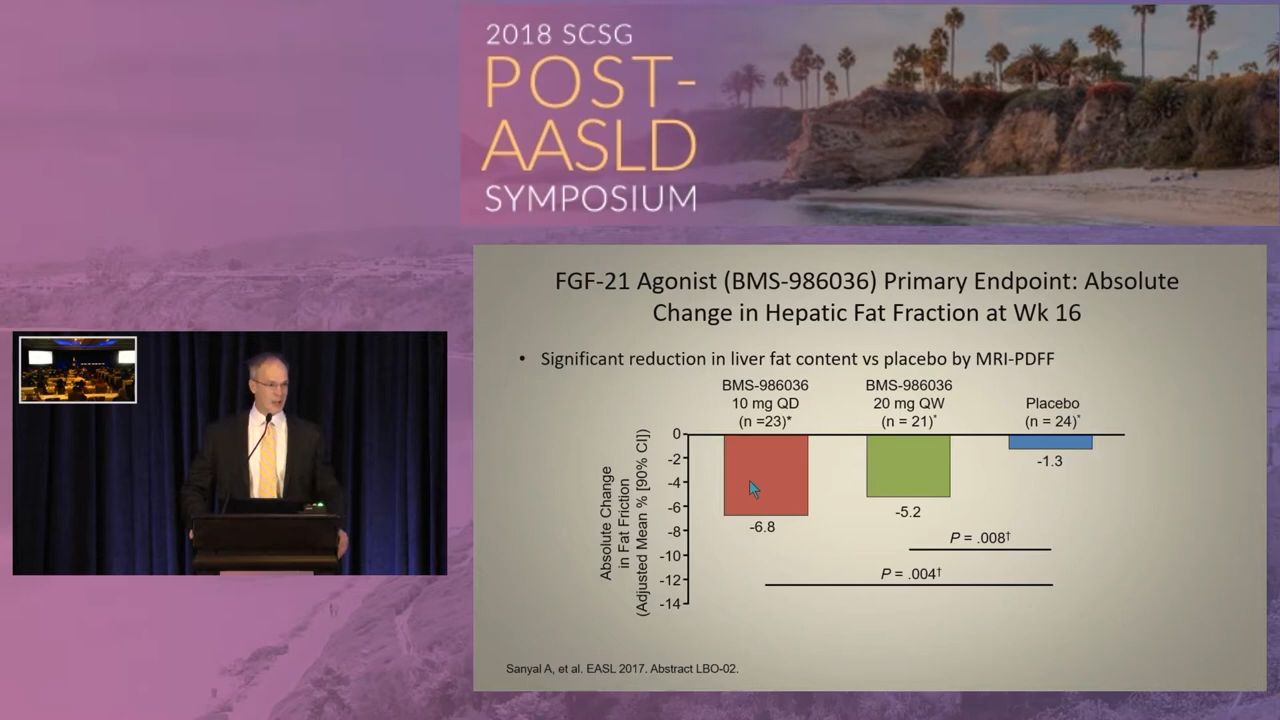 2018 SCSG
POST-
AASLD
SYMPOSIUM
FGF-21 Agonist (BMS-986036) Primary Endpoint: Absolute
Change in Hepatic Fat Fraction at Wk 16
• Significant reduction in liver fat content vs placebo by MRI-PDFF
BMS-986036
10 mg QD
(n =23)*
BMS-986036
20 mg QW
(n = 21)*
Placebo
(n = 24)*
Absolute Change
in Fat Friction
(Adjusted Mean % [90% CI])
0
-2
-4
-6
-8
-10
-12
-14
-6.8
-5.2
-1.3
P = .008†
P = .004†
Sanyal A, et al. EASL 2017. Abstract LBO-02.